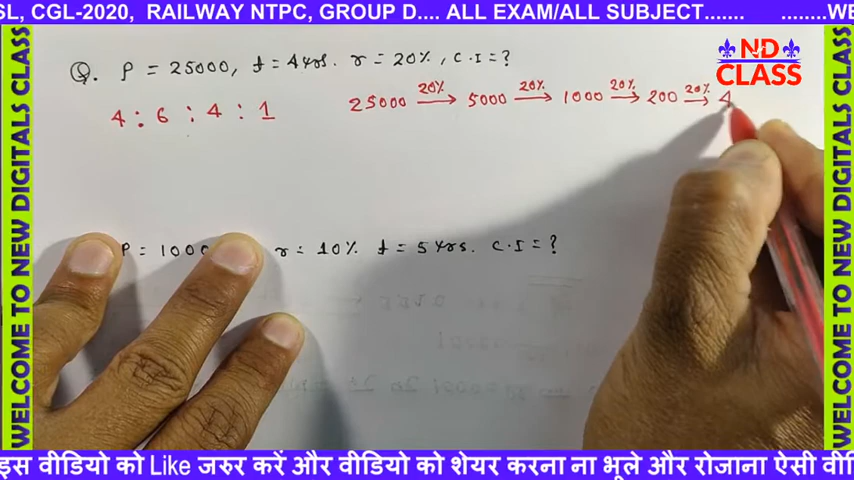 SL, CGL-2020, RAILWAY NTPC, GROUP D.... ALL EXAM/ALL SUBJECT....... ........WE
ND
CLASS
Q. P = 25000, t = 4 yrs. r = 20%, C.I = ?
4 : 6 : 4 : 1
25000 20%→ 5000 20%→ 1000 20%→ 200 20%→ 4
P = 1000 r = 10% t = 5 yrs. C.I = ?
WELCOME TO NEW DIGITALS CLASS
WELCOME TO NEW DIGITALS CLASS
इस वीडियो को Like जरुर करें और वीडियो को शेयर करना ना भूले और रोजाना ऐसी वीडि